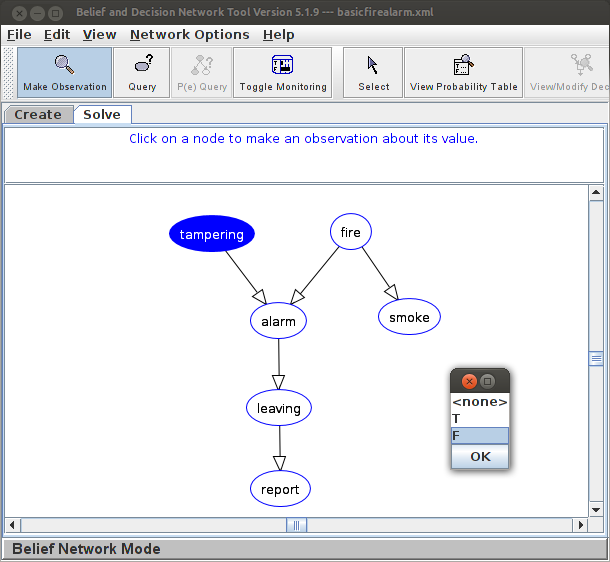 Belief and Decision Network Tool Version 5.1.9 --- basicfirealarm.xml
File Edit View Network Options Help
Make Observation Query P(e) Query Toggle Monitoring Select View Probability Table View/Modify Dec
Create Solve
Click on a node to make an observation about its value.
tampering fire
alarm smoke
leaving
report
<none>
T
F
OK
Belief Network Mode